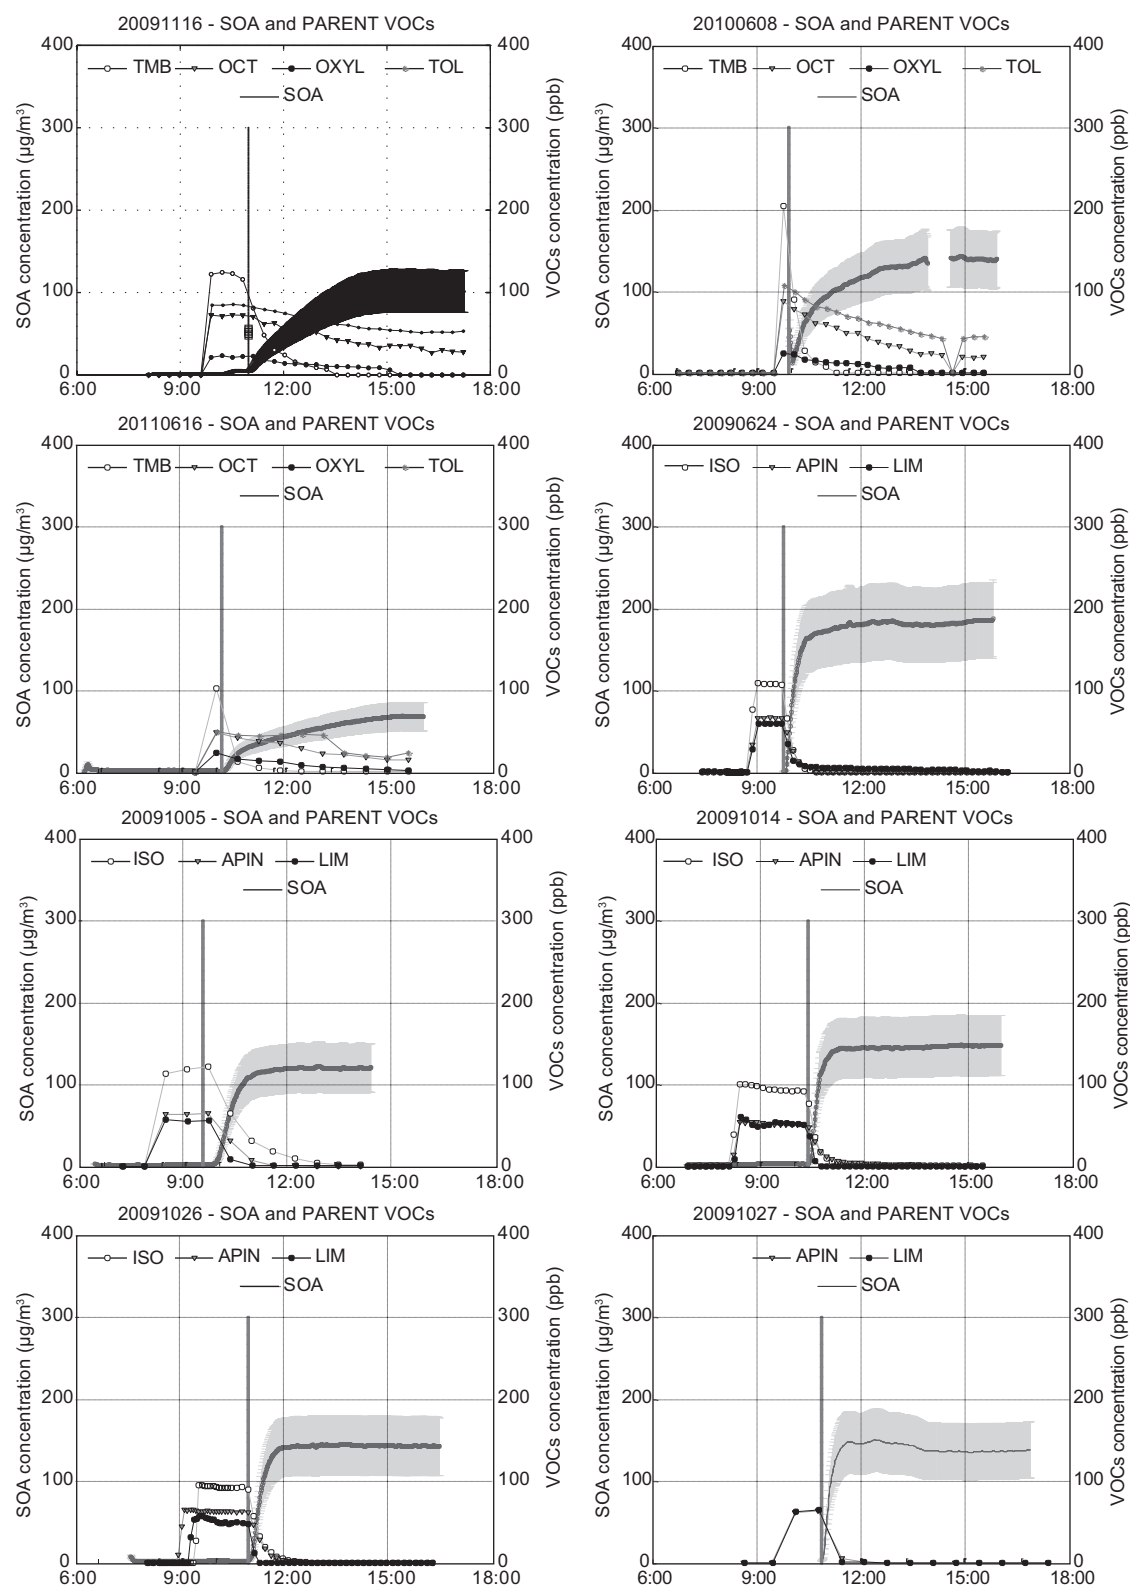 20091116 - SOA and PARENT VOCs
400 400
TMB OCT OXYL TOL
SOA
300 300
200 200
100 100
0 0
6:00 9:00 12:00 15:00 18:00
SOA concentration (µg/m³)
VOCs concentration (ppb)
20100608 - SOA and PARENT VOCs
400 400
TMB OCT OXYL TOL
SOA
300 300
200 200
100 100
0 0
6:00 9:00 12:00 15:00 18:00
SOA concentration (µg/m³)
VOCs concentration (ppb)
20110616 - SOA and PARENT VOCs
400 400
TMB OCT OXYL TOL
SOA
300 300
200 200
100 100
0 0
6:00 9:00 12:00 15:00 18:00
SOA concentration (µg/m³)
VOCs concentration (ppb)
20090624 - SOA and PARENT VOCs
400 400
ISO APIN LIM
SOA
300 300
200 200
100 100
0 0
6:00 9:00 12:00 15:00 18:00
SOA concentration (µg/m³)
VOCs concentration (ppb)
20091005 - SOA and PARENT VOCs
400 400
ISO APIN LIM
SOA
300 300
200 200
100 100
0 0
6:00 9:00 12:00 15:00 18:00
SOA concentration (µg/m³)
VOCs concentration (ppb)
20091014 - SOA and PARENT VOCs
400 400
ISO APIN LIM
SOA
300 300
200 200
100 100
0 0
6:00 9:00 12:00 15:00 18:00
SOA concentration (µg/m³)
VOCs concentration (ppb)
20091026 - SOA and PARENT VOCs
400 400
ISO APIN LIM
SOA
300 300
200 200
100 100
0 0
6:00 9:00 12:00 15:00 18:00
SOA concentration (µg/m³)
VOCs concentration (ppb)
20091027 - SOA and PARENT VOCs
400 400
APIN LIM
SOA
300 300
200 200
100 100
0 0
6:00 9:00 12:00 15:00 18:00
SOA concentration (µg/m³)
VOCs concentration (ppb)